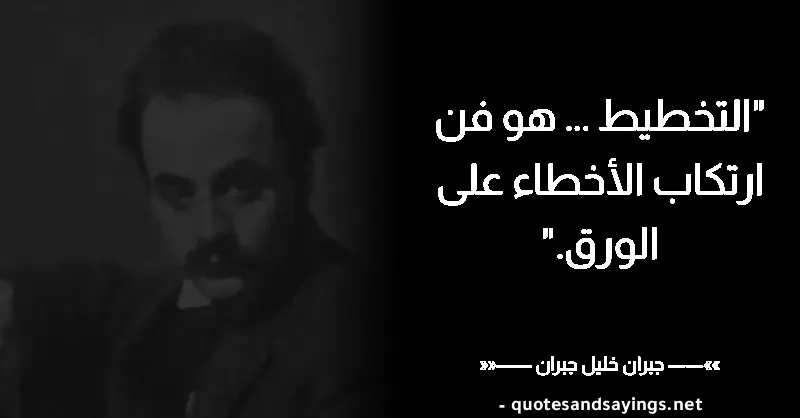 "التخطيط ... هو فن
ارتكاب الأخطاء على
الورق."
»»—— جبران خليل جبران ——««
- quotesandsayings.net